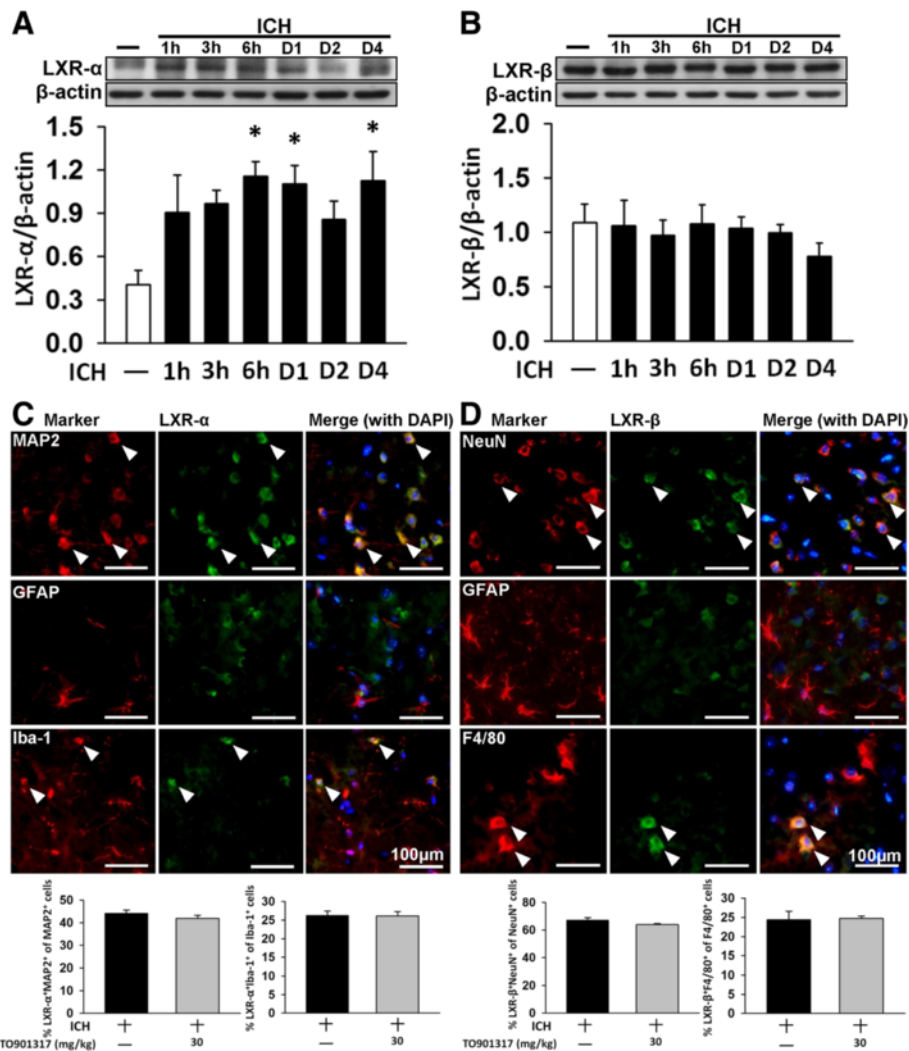 A
ICH
— 1h 3h 6h D1 D2 D4
LXR-α
β-actin
LXR-α/β-actin
1.5
1.2
0.9
0.6
0.3
0.0
* * *
ICH — 1h 3h 6h D1 D2 D4
B
ICH
— 1h 3h 6h D1 D2 D4
LXR-β
β-actin
LXR-β/β-actin
2.0
1.5
1.0
0.5
0.0
ICH — 1h 3h 6h D1 D2 D4
C Marker LXR-α Merge (with DAPI)
MAP2
GFAP
Iba-1
100μm
D Marker LXR-β Merge (with DAPI)
NeuN
GFAP
F4/80
100μm
% LXR-α⁺MAP2⁺ of MAP2⁺ cells
50
40
30
20
10
0
ICH + +
TO901317 (mg/kg) — 30
% LXR-α⁺Iba-1⁺ of Iba-1⁺ cells
30
25
20
15
10
5
0
+ +
— 30
% LXR-β⁺NeuN⁺ of NeuN⁺ cells
80
60
40
20
0
ICH + +
TO901317 (mg/kg) — 30
% LXR-β⁺F4/80⁺ of F4/80⁺ cells
30
25
20
15
10
5
0
+ +
— 30